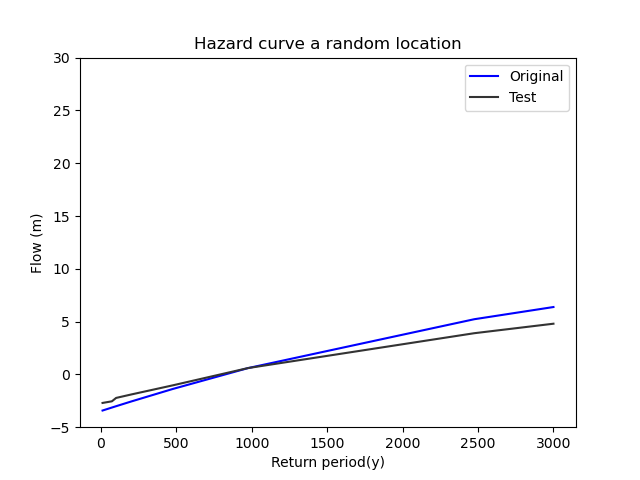 Hazard curve a random location
Original
Test
Flow (m)
30
25
20
15
10
5
0
−5
0 500 1000 1500 2000 2500 3000
Return period(y)